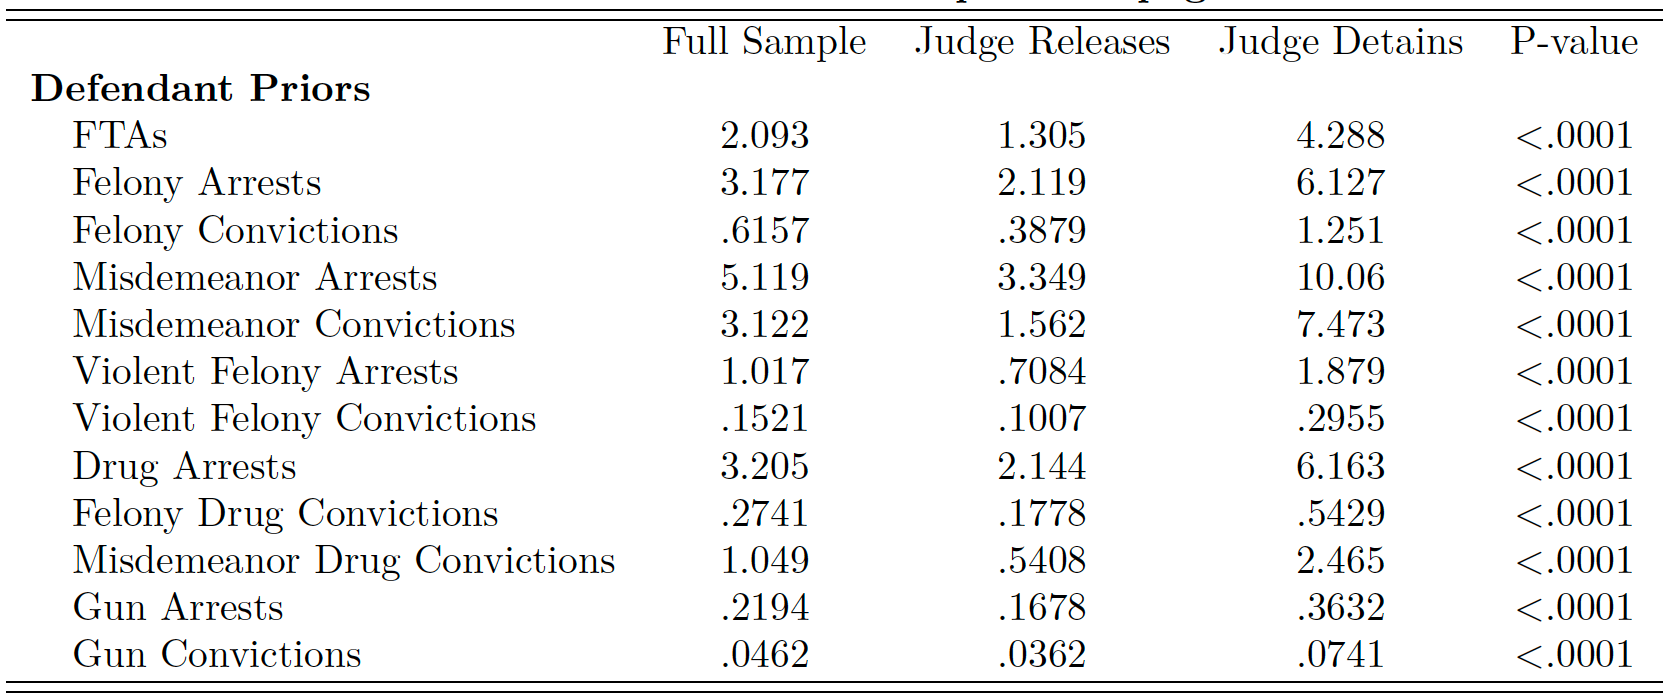 Full Sample Judge Releases Judge Detains P-value
Defendant Priors
FTAs 2.093 1.305 4.288 <.0001
Felony Arrests 3.177 2.119 6.127 <.0001
Felony Convictions .6157 .3879 1.251 <.0001
Misdemeanor Arrests 5.119 3.349 10.06 <.0001
Misdemeanor Convictions 3.122 1.562 7.473 <.0001
Violent Felony Arrests 1.017 .7084 1.879 <.0001
Violent Felony Convictions .1521 .1007 .2955 <.0001
Drug Arrests 3.205 2.144 6.163 <.0001
Felony Drug Convictions .2741 .1778 .5429 <.0001
Misdemeanor Drug Convictions 1.049 .5408 2.465 <.0001
Gun Arrests .2194 .1678 .3632 <.0001
Gun Convictions .0462 .0362 .0741 <.0001